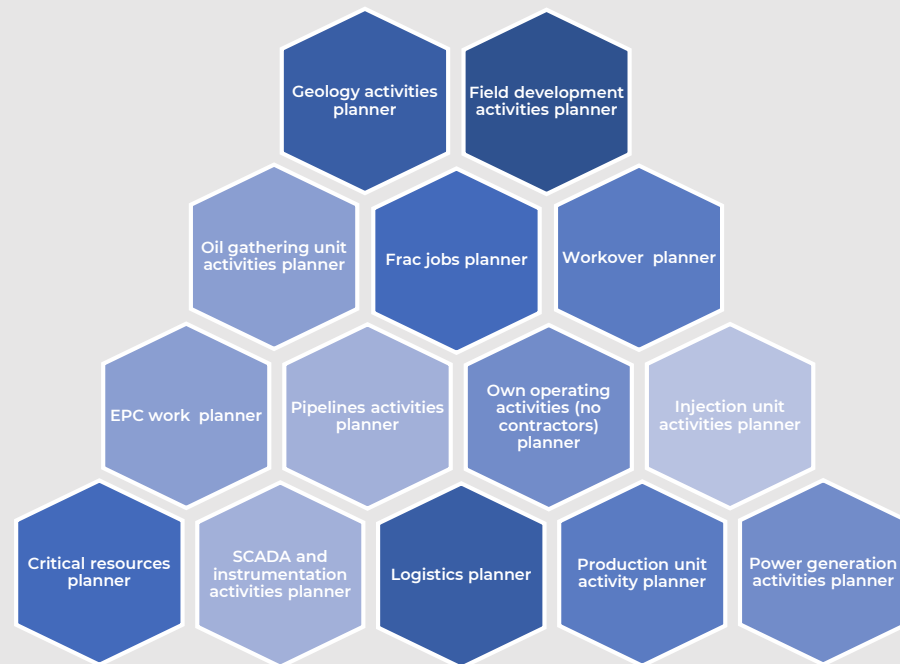 Geology activities
planner
Field development
activities planner
Oil gathering unit
activities planner
Frac jobs planner
Workover  planner
EPC work  planner
Pipelines activities
planner
Own operating
activities (no
contractors)
planner
Injection unit
activities planner
Critical resources
planner
SCADA and
instrumentation
activities planner
Logistics planner
Production unit
activity planner
Power generation
activities planner